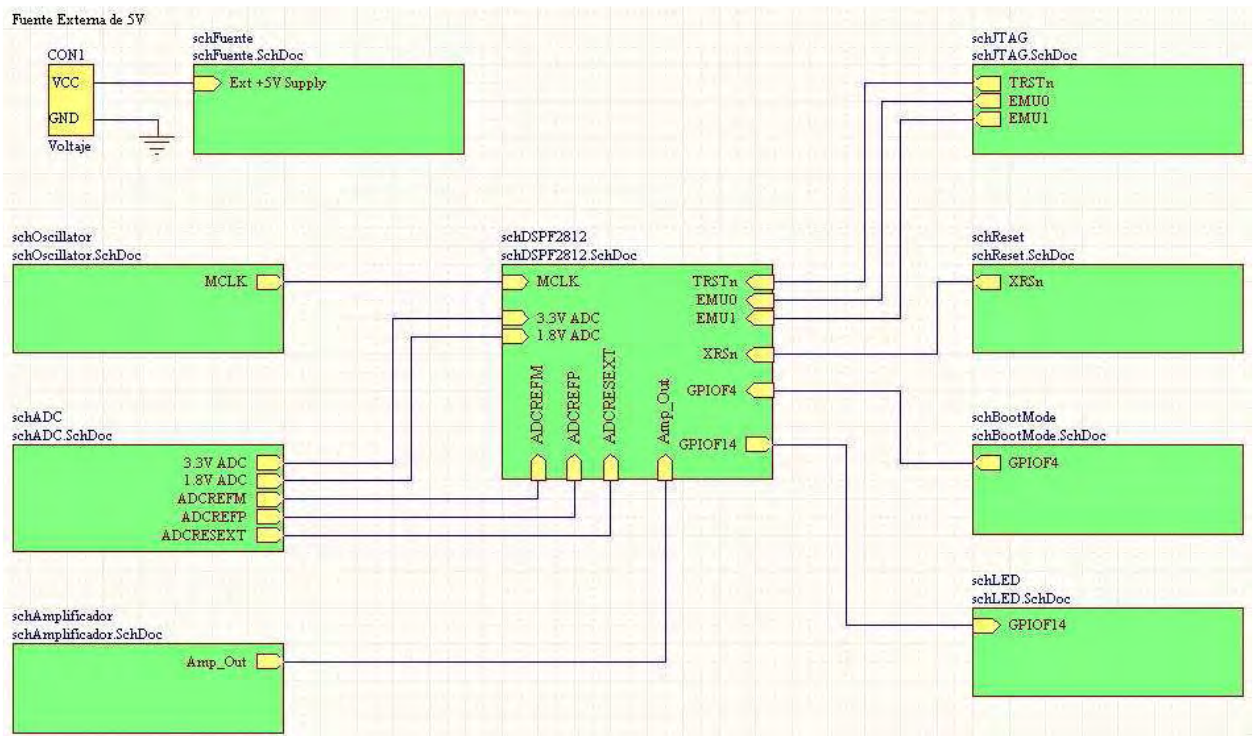 Fuente Externa de 5V
CON1
VCC
GND
Voltaje
schFuente
schFuente.SchDoc
Ext +5V Supply
schJTAG
schJTAG.SchDoc
TRSTn
EMU0
EMU1
schOscillator
schOscillator.SchDoc
MCLK
schDSPF2812
schDSPF2812.SchDoc
MCLK
3.3V ADC
1.8V ADC
ADCREFM
ADCREFP
ADCRESEXT
Amp_Out
TRSTn
EMU0
EMU1
XRSn
GPIOF4
GPIOF14
schReset
schReset.SchDoc
XRSn
schADC
schADC.SchDoc
3.3V ADC
1.8V ADC
ADCREFM
ADCREFP
ADCRESEXT
schBootMode
schBootMode.SchDoc
GPIOF4
schAmplificador
schAmplificador.SchDoc
Amp_Out
schLED
schLED.SchDoc
GPIOF14